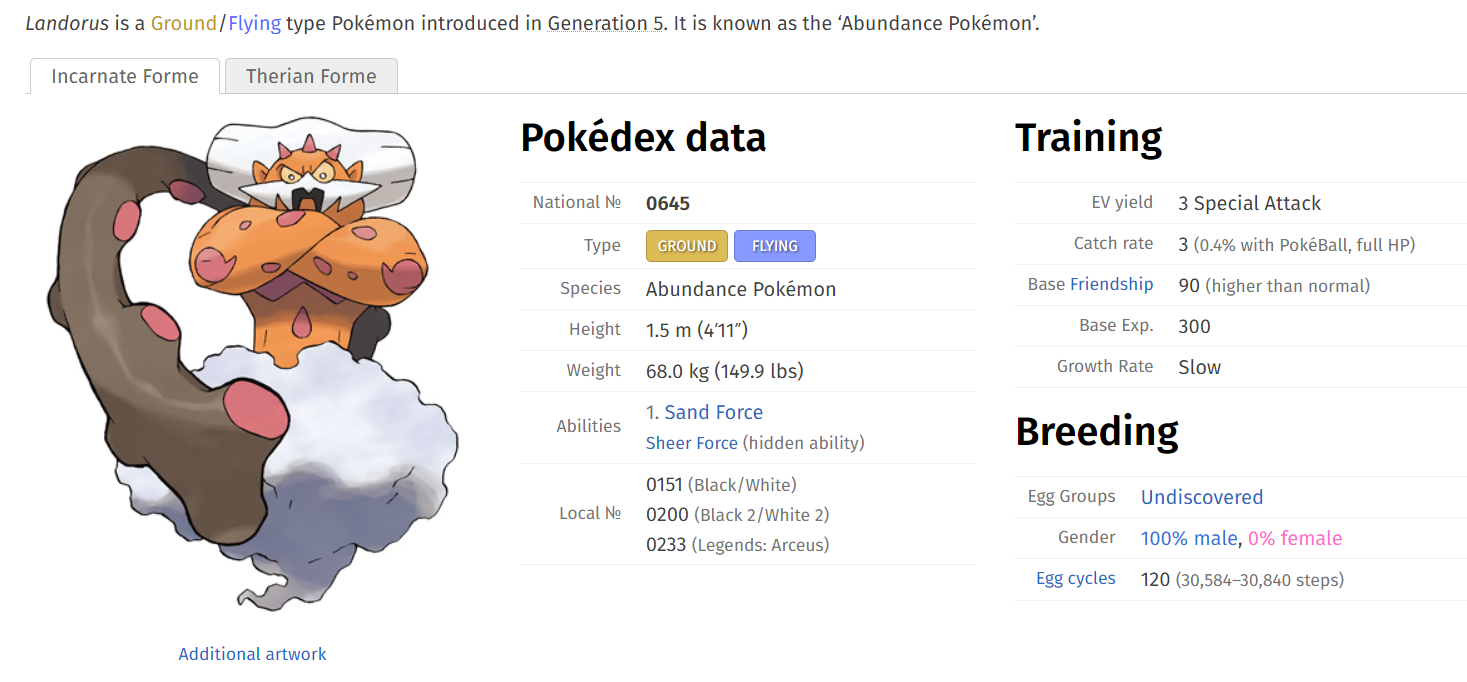 Landorus is a Ground/Flying type Pokémon introduced in Generation 5. It is known as the ‘Abundance Pokémon’.
Incarnate Forme
Therian Forme
Pokédex data
National № 0645
Type GROUND FLYING
Species Abundance Pokémon
Height 1.5 m (4′11″)
Weight 68.0 kg (149.9 lbs)
Abilities 1. Sand Force
Sheer Force (hidden ability)
Local № 0151 (Black/White)
0200 (Black 2/White 2)
0233 (Legends: Arceus)
Training
EV yield 3 Special Attack
Catch rate 3 (0.4% with PokéBall, full HP)
Base Friendship 90 (higher than normal)
Base Exp. 300
Growth Rate Slow
Breeding
Egg Groups Undiscovered
Gender 100% male, 0% female
Egg cycles 120 (30,584–30,840 steps)
Additional artwork